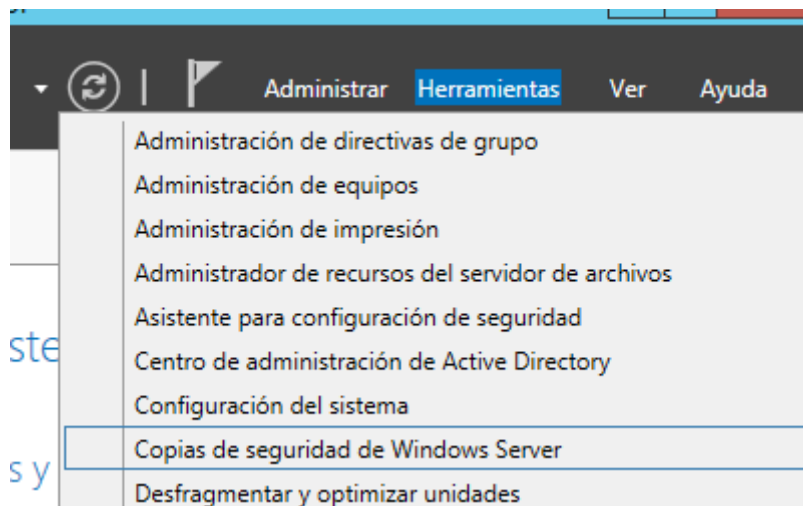 Administrar Herramientas Ver Ayuda
Administración de directivas de grupo
Administración de equipos
Administración de impresión
Administrador de recursos del servidor de archivos
Asistente para configuración de seguridad
ste
Centro de administración de Active Directory
Configuración del sistema
Copias de seguridad de Windows Server
s y
Desfragmentar y optimizar unidades